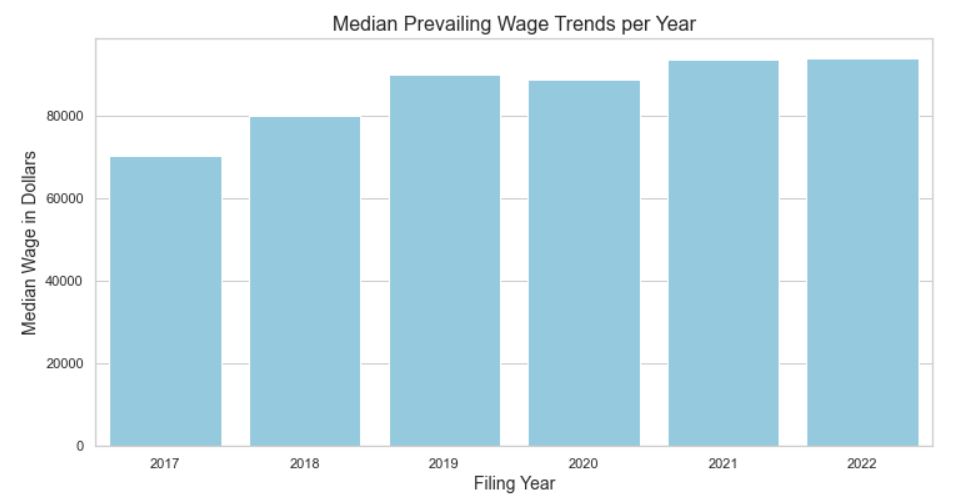 Median Prevailing Wage Trends per Year
Median Wage in Dollars
80000
60000
40000
20000
0
2017 2018 2019 2020 2021 2022
Filing Year